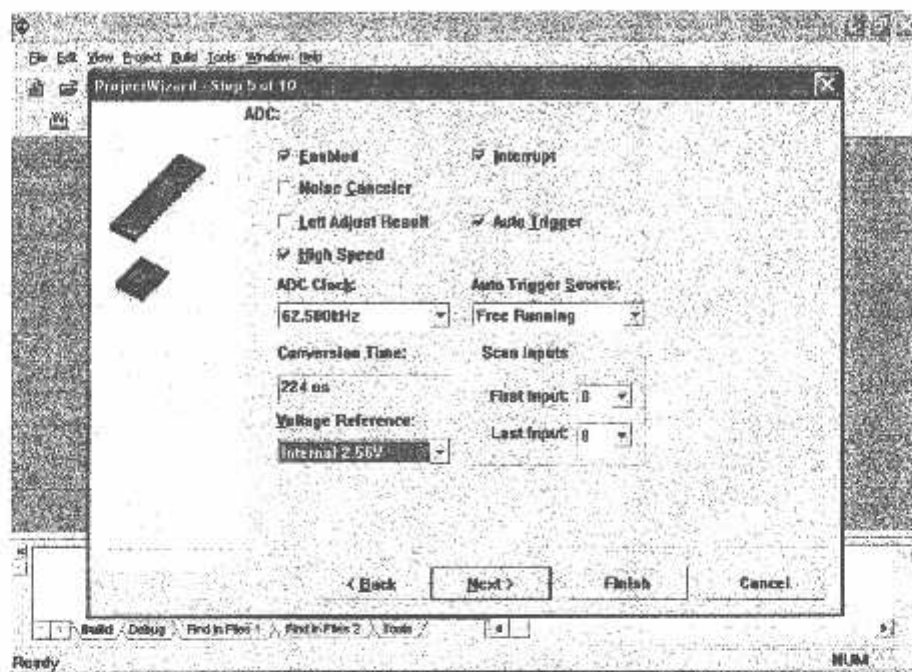 File Edit View Project Build Tools Window Help
ProjectWizard - Step 5 of 10
ADC:
Enabled
Interrupt
Noise Canceler
Left Adjust Result
Auto Trigger
High Speed
ADC Clock:
Auto Trigger Source:
62.500kHz
Free Running
Conversion Time:
Scan Inputs
224 us
First Input: 0
Voltage Reference:
Last Input: 0
Internal 2.56V
< Back
Next >
Finish
Cancel
Build Debug Find in Files 1 Find in Files 2 Tools
Ready
NUM